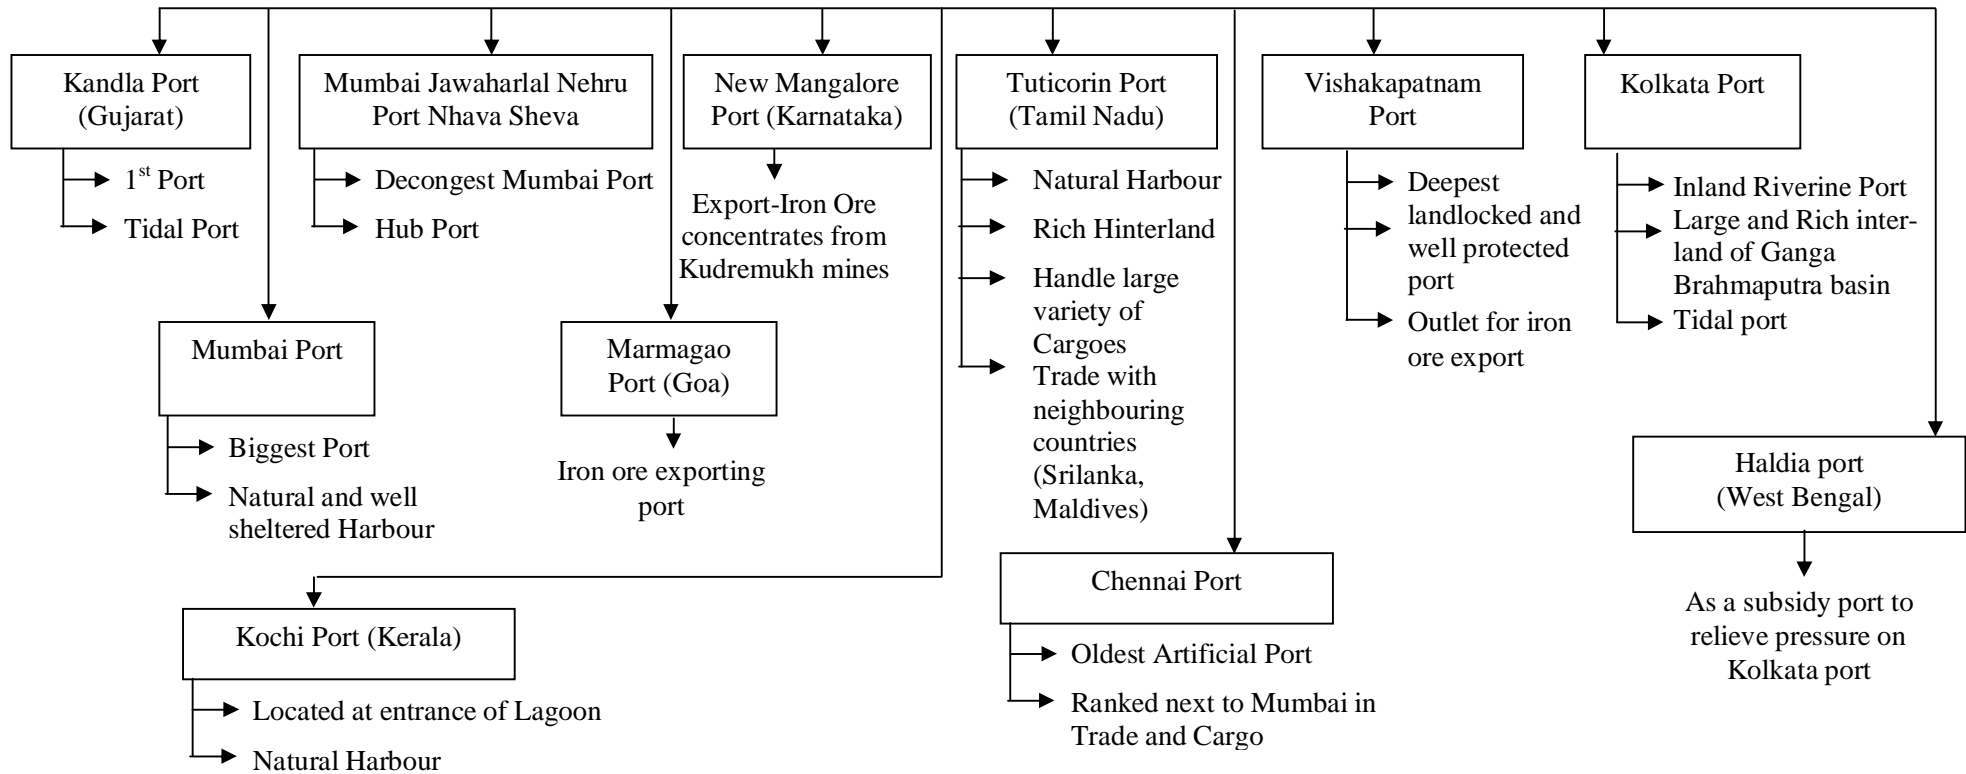 Kandla Port
(Gujarat)
1st Port
Tidal Port
Mumbai Port
Biggest Port
Natural and well
sheltered Harbour
Mumbai Jawaharlal Nehru
Port Nhava Sheva
Decongest Mumbai Port
Hub Port
Marmagao
Port (Goa)
Iron ore exporting
port
New Mangalore
Port (Karnataka)
Export-Iron Ore
concentrates from
Kudremukh mines
Kochi Port (Kerala)
Located at entrance of Lagoon
Natural Harbour
Tuticorin Port
(Tamil Nadu)
Natural Harbour
Rich Hinterland
Handle large
variety of
Cargoes
Trade with
neighbouring
countries
(Srilanka,
Maldives)
Chennai Port
Oldest Artificial Port
Ranked next to Mumbai in
Trade and Cargo
Vishakapatnam
Port
Deepest
landlocked and
well protected
port
Outlet for iron
ore export
Kolkata Port
Inland Riverine Port
Large and Rich inter-
land of Ganga
Brahmaputra basin
Tidal port
Haldia port
(West Bengal)
As a subsidy port to
relieve pressure on
Kolkata port